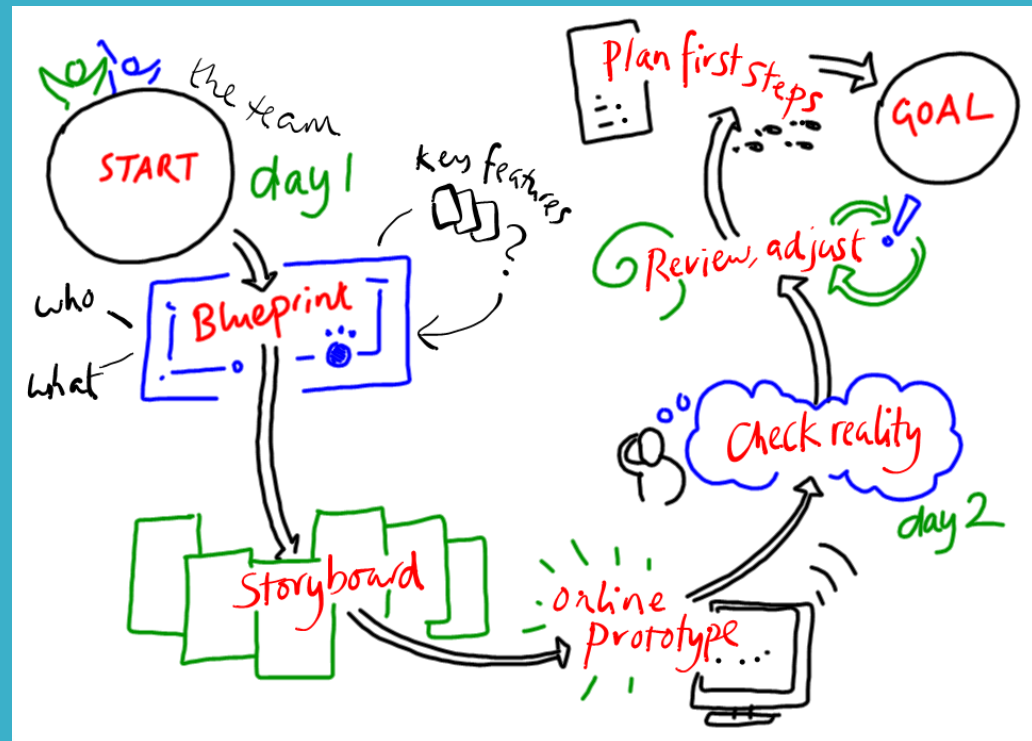 the team
START
day 1
key features
?
who
what
Blueprint
Storyboard
Online
Prototype
day 2
Check reality
Review, adjust
!
Plan first steps
GOAL